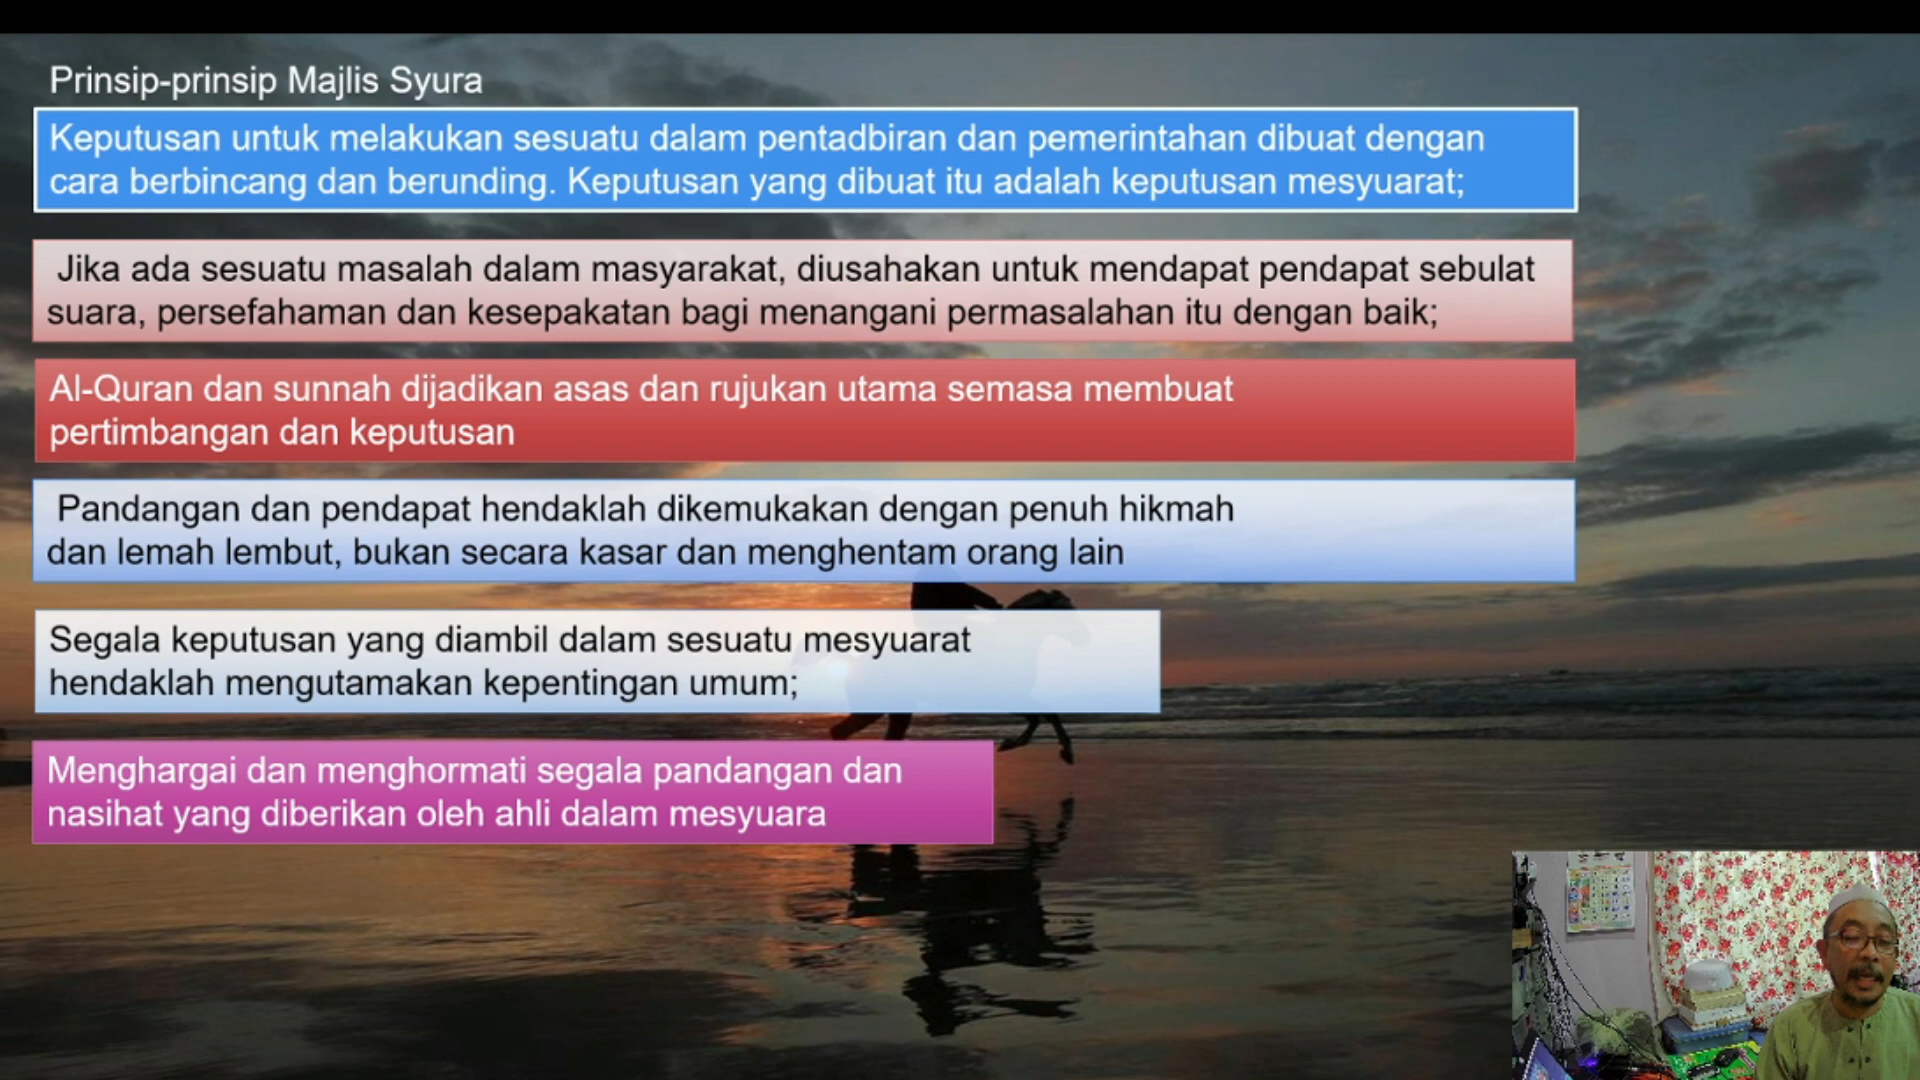 Prinsip-prinsip Majlis Syura
Keputusan untuk melakukan sesuatu dalam pentadbiran dan pemerintahan dibuat dengan
cara berbincang dan berunding. Keputusan yang dibuat itu adalah keputusan mesyuarat;
Jika ada sesuatu masalah dalam masyarakat, diusahakan untuk mendapat pendapat sebulat
suara, persefahaman dan kesepakatan bagi menangani permasalahan itu dengan baik;
Al-Quran dan sunnah dijadikan asas dan rujukan utama semasa membuat
pertimbangan dan keputusan
Pandangan dan pendapat hendaklah dikemukakan dengan penuh hikmah
dan lemah lembut, bukan secara kasar dan menghentam orang lain
Segala keputusan yang diambil dalam sesuatu mesyuarat
hendaklah mengutamakan kepentingan umum;
Menghargai dan menghormati segala pandangan dan
nasihat yang diberikan oleh ahli dalam mesyuara